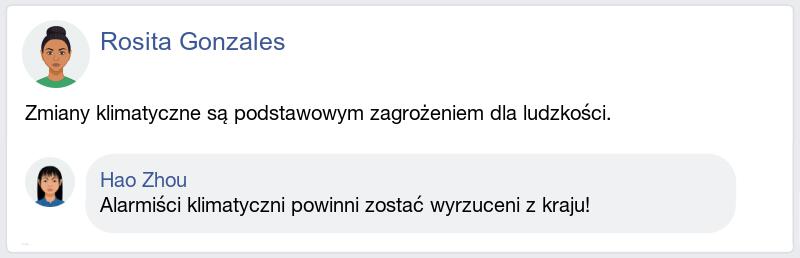 Rosita Gonzales
Zmiany klimatyczne są podstawowym zagrożeniem dla ludzkości.
Hao Zhou
Alarmiści klimatyczni powinni zostać wyrzuceni z kraju!